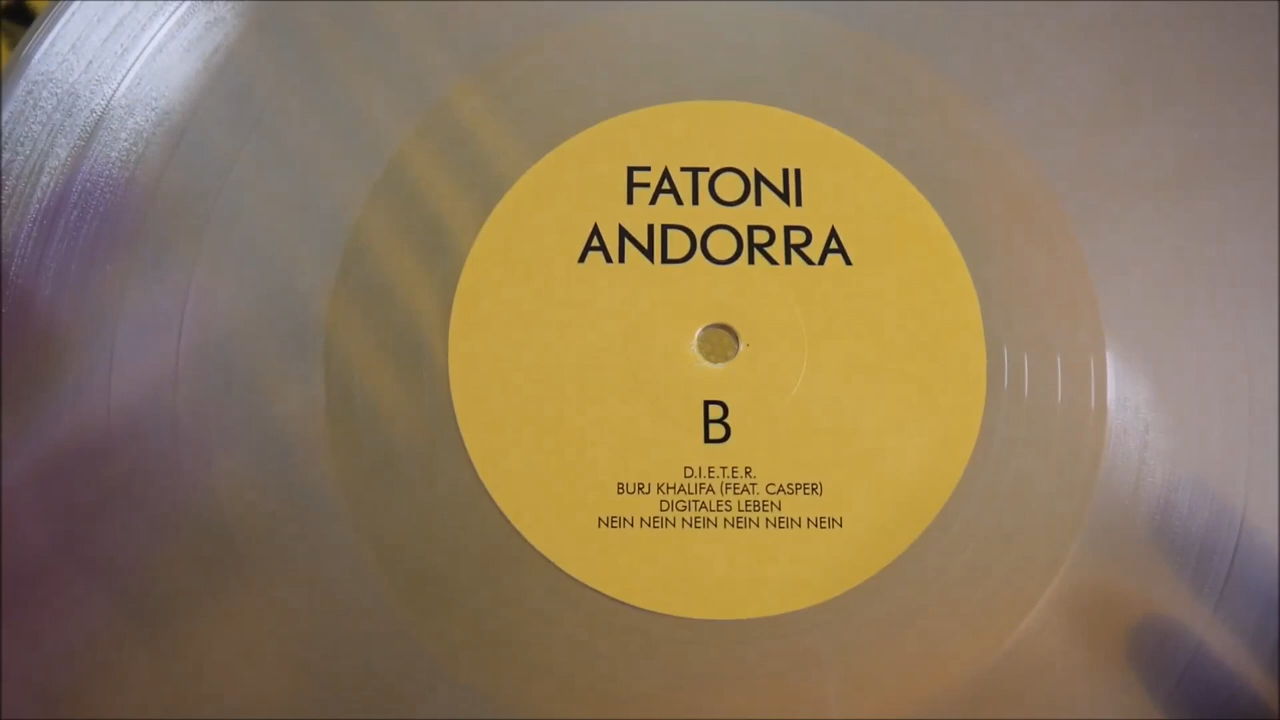 FATONI
ANDORRA
B
D.I.E.T.E.R.
BURJ KHALIFA (FEAT. CASPER)
DIGITALES LEBEN
NEIN NEIN NEIN NEIN NEIN NEIN